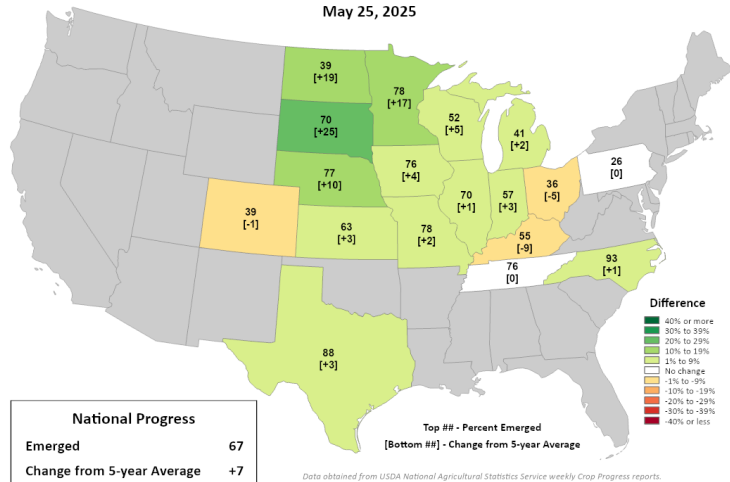 May 25, 2025
39
[+19]
78
[+17]
70
[+25]
52
[+5]
41
[+2]
26
[0]
77
[+10]
76
[+4]
70
[+1]
57
[+3]
36
[-5]
39
[-1]
63
[+3]
78
[+2]
55
[-9]
76
[0]
93
[+1]
88
[+3]
Difference
40% or more
30% to 39%
20% to 29%
10% to 19%
1% to 9%
No change
-1% to -9%
-10% to -19%
-20% to -29%
-30% to -39%
-40% or less
National Progress
Emerged 67
Change from 5-year Average +7
Top ## - Percent Emerged
[Bottom ##] - Change from 5-year Average
Data obtained from USDA National Agricultural Statistics Service weekly Crop Progress reports.